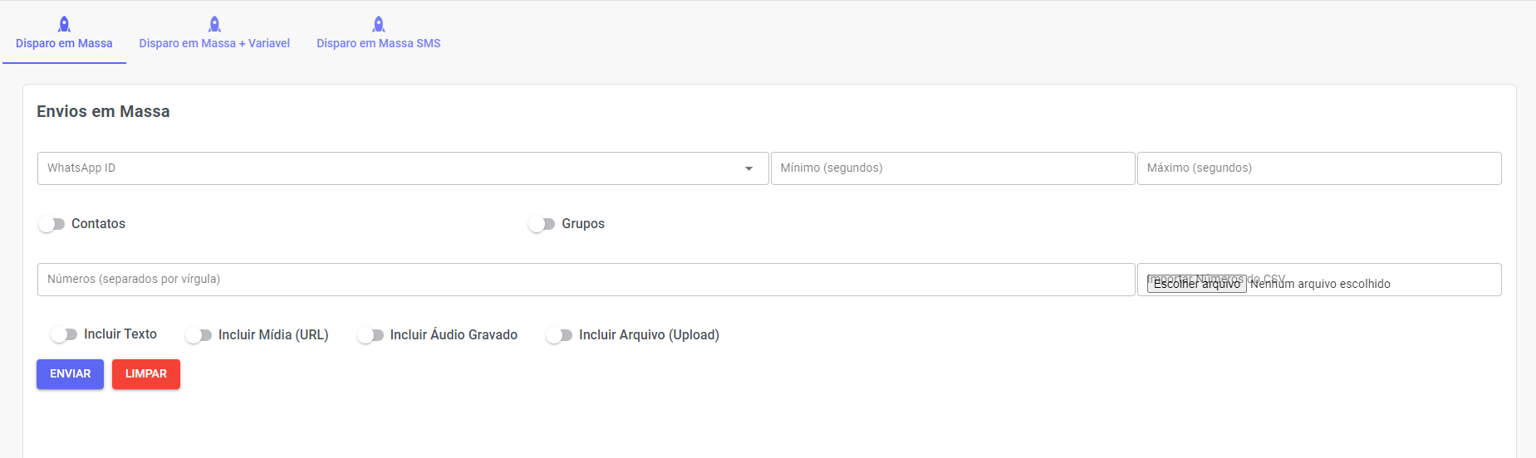 Disparo em Massa
Disparo em Massa + Variavel
Disparo em Massa SMS
Envios em Massa
WhatsApp ID
Mínimo (segundos)
Máximo (segundos)
Contatos
Grupos
Números (separados por vírgula)
Importar Números do CSV
Escolher arquivo Nenhum arquivo escolhido
Incluir Texto
Incluir Mídia (URL)
Incluir Áudio Gravado
Incluir Arquivo (Upload)
ENVIAR
LIMPAR